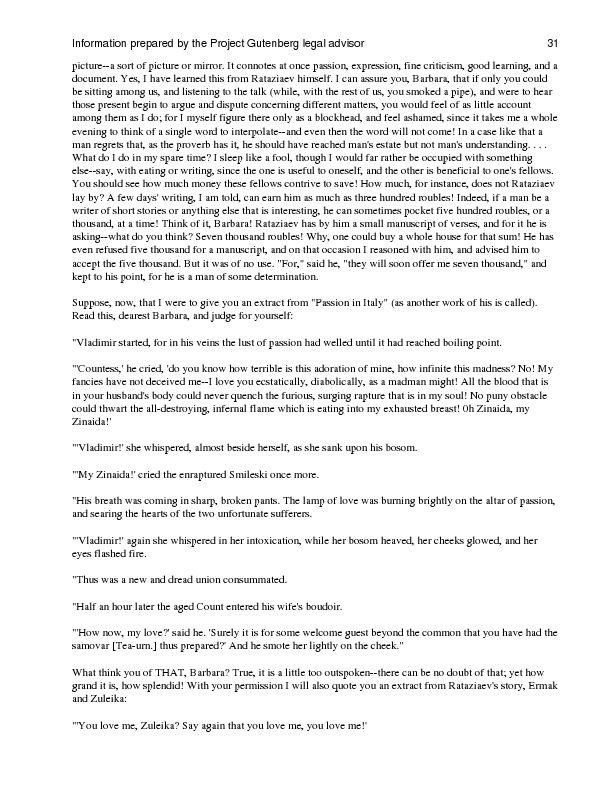 Information prepared by the Project Gutenberg legal advisor 31
picture--a sort of picture or mirror. It connotes at once passion, expression, fine criticism, good learning, and a
document. Yes, I have learned this from Rataziaev himself. I can assure you, Barbara, that if only you could
be sitting among us, and listening to the talk (while, with the rest of us, you smoked a pipe), and were to hear
those present begin to argue and dispute concerning different matters, you would feel of as little account
among them as I do; for I myself figure there only as a blockhead, and feel ashamed, since it takes me a whole
evening to think of a single word to interpolate--and even then the word will not come! In a case like that a
man regrets that, as the proverb has it, he should have reached man's estate but not man's understanding. . . .
What do I do in my spare time? I sleep like a fool, though I would far rather be occupied with something
else--say, with eating or writing, since the one is useful to oneself, and the other is beneficial to one's fellows.
You should see how much money these fellows contrive to save! How much, for instance, does not Rataziaev
lay by? A few days' writing, I am told, can earn him as much as three hundred roubles! Indeed, if a man be a
writer of short stories or anything else that is interesting, he can sometimes pocket five hundred roubles, or a
thousand, at a time! Think of it, Barbara! Rataziaev has by him a small manuscript of verses, and for it he is
asking--what do you think? Seven thousand roubles! Why, one could buy a whole house for that sum! He has
even refused five thousand for a manuscript, and on that occasion I reasoned with him, and advised him to
accept the five thousand. But it was of no use. "For," said he, "they will soon offer me seven thousand," and
kept to his point, for he is a man of some determination.
Suppose, now, that I were to give you an extract from "Passion in Italy" (as another work of his is called).
Read this, dearest Barbara, and judge for yourself:
"Vladimir started, for in his veins the lust of passion had welled until it had reached boiling point.
"'Countess,' he cried, 'do you know how terrible is this adoration of mine, how infinite this madness? No! My
fancies have not deceived me--I love you ecstatically, diabolically, as a madman might! All the blood that is
in your husband's body could never quench the furious, surging rapture that is in my soul! No puny obstacle
could thwart the all-destroying, infernal flame which is eating into my exhausted breast! 0h Zinaida, my
Zinaida!'
"'Vladimir!' she whispered, almost beside herself, as she sank upon his bosom.
"'My Zinaida!' cried the enraptured Smileski once more.
"His breath was coming in sharp, broken pants. The lamp of love was burning brightly on the altar of passion,
and searing the hearts of the two unfortunate sufferers.
"'Vladimir!' again she whispered in her intoxication, while her bosom heaved, her cheeks glowed, and her
eyes flashed fire.
"Thus was a new and dread union consummated.
"Half an hour later the aged Count entered his wife's boudoir.
"'How now, my love?' said he. 'Surely it is for some welcome guest beyond the common that you have had the
samovar [Tea-urn.] thus prepared?' And he smote her lightly on the cheek."
What think you of THAT, Barbara? True, it is a little too outspoken--there can be no doubt of that; yet how
grand it is, how splendid! With your permission I will also quote you an extract from Rataziaev's story, Ermak
and Zuleika:
"'You love me, Zuleika? Say again that you love me, you love me!'